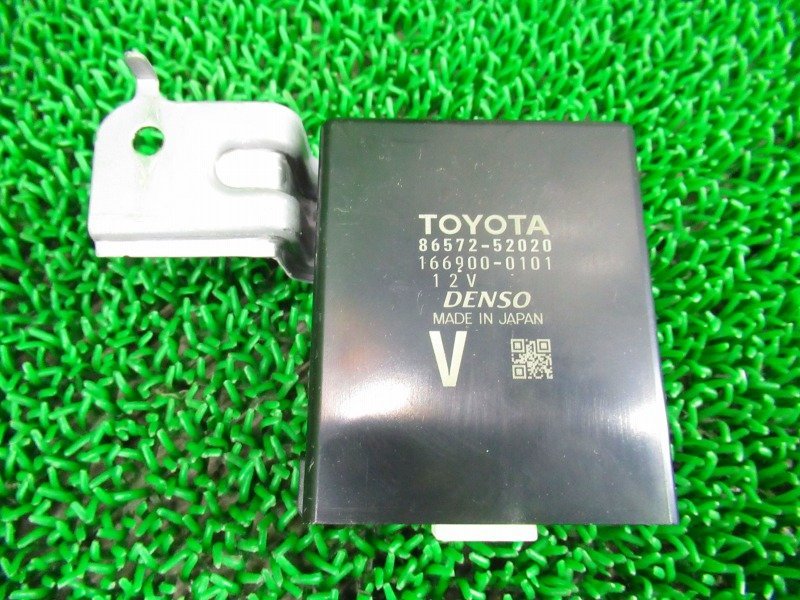 TOYOTA
86572-52020
166900-0101
12V
DENSO
MADE IN JAPAN
V